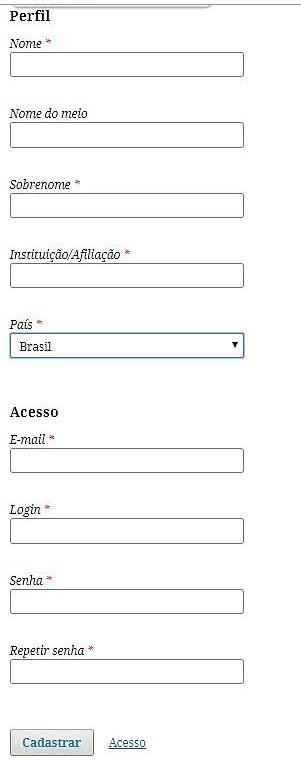 Perfil
Nome *
Nome do meio
Sobrenome *
Instituição/Afiliação *
País *
Brasil
Acesso
E-mail *
Login *
Senha *
Repetir senha *
Cadastrar Acesso